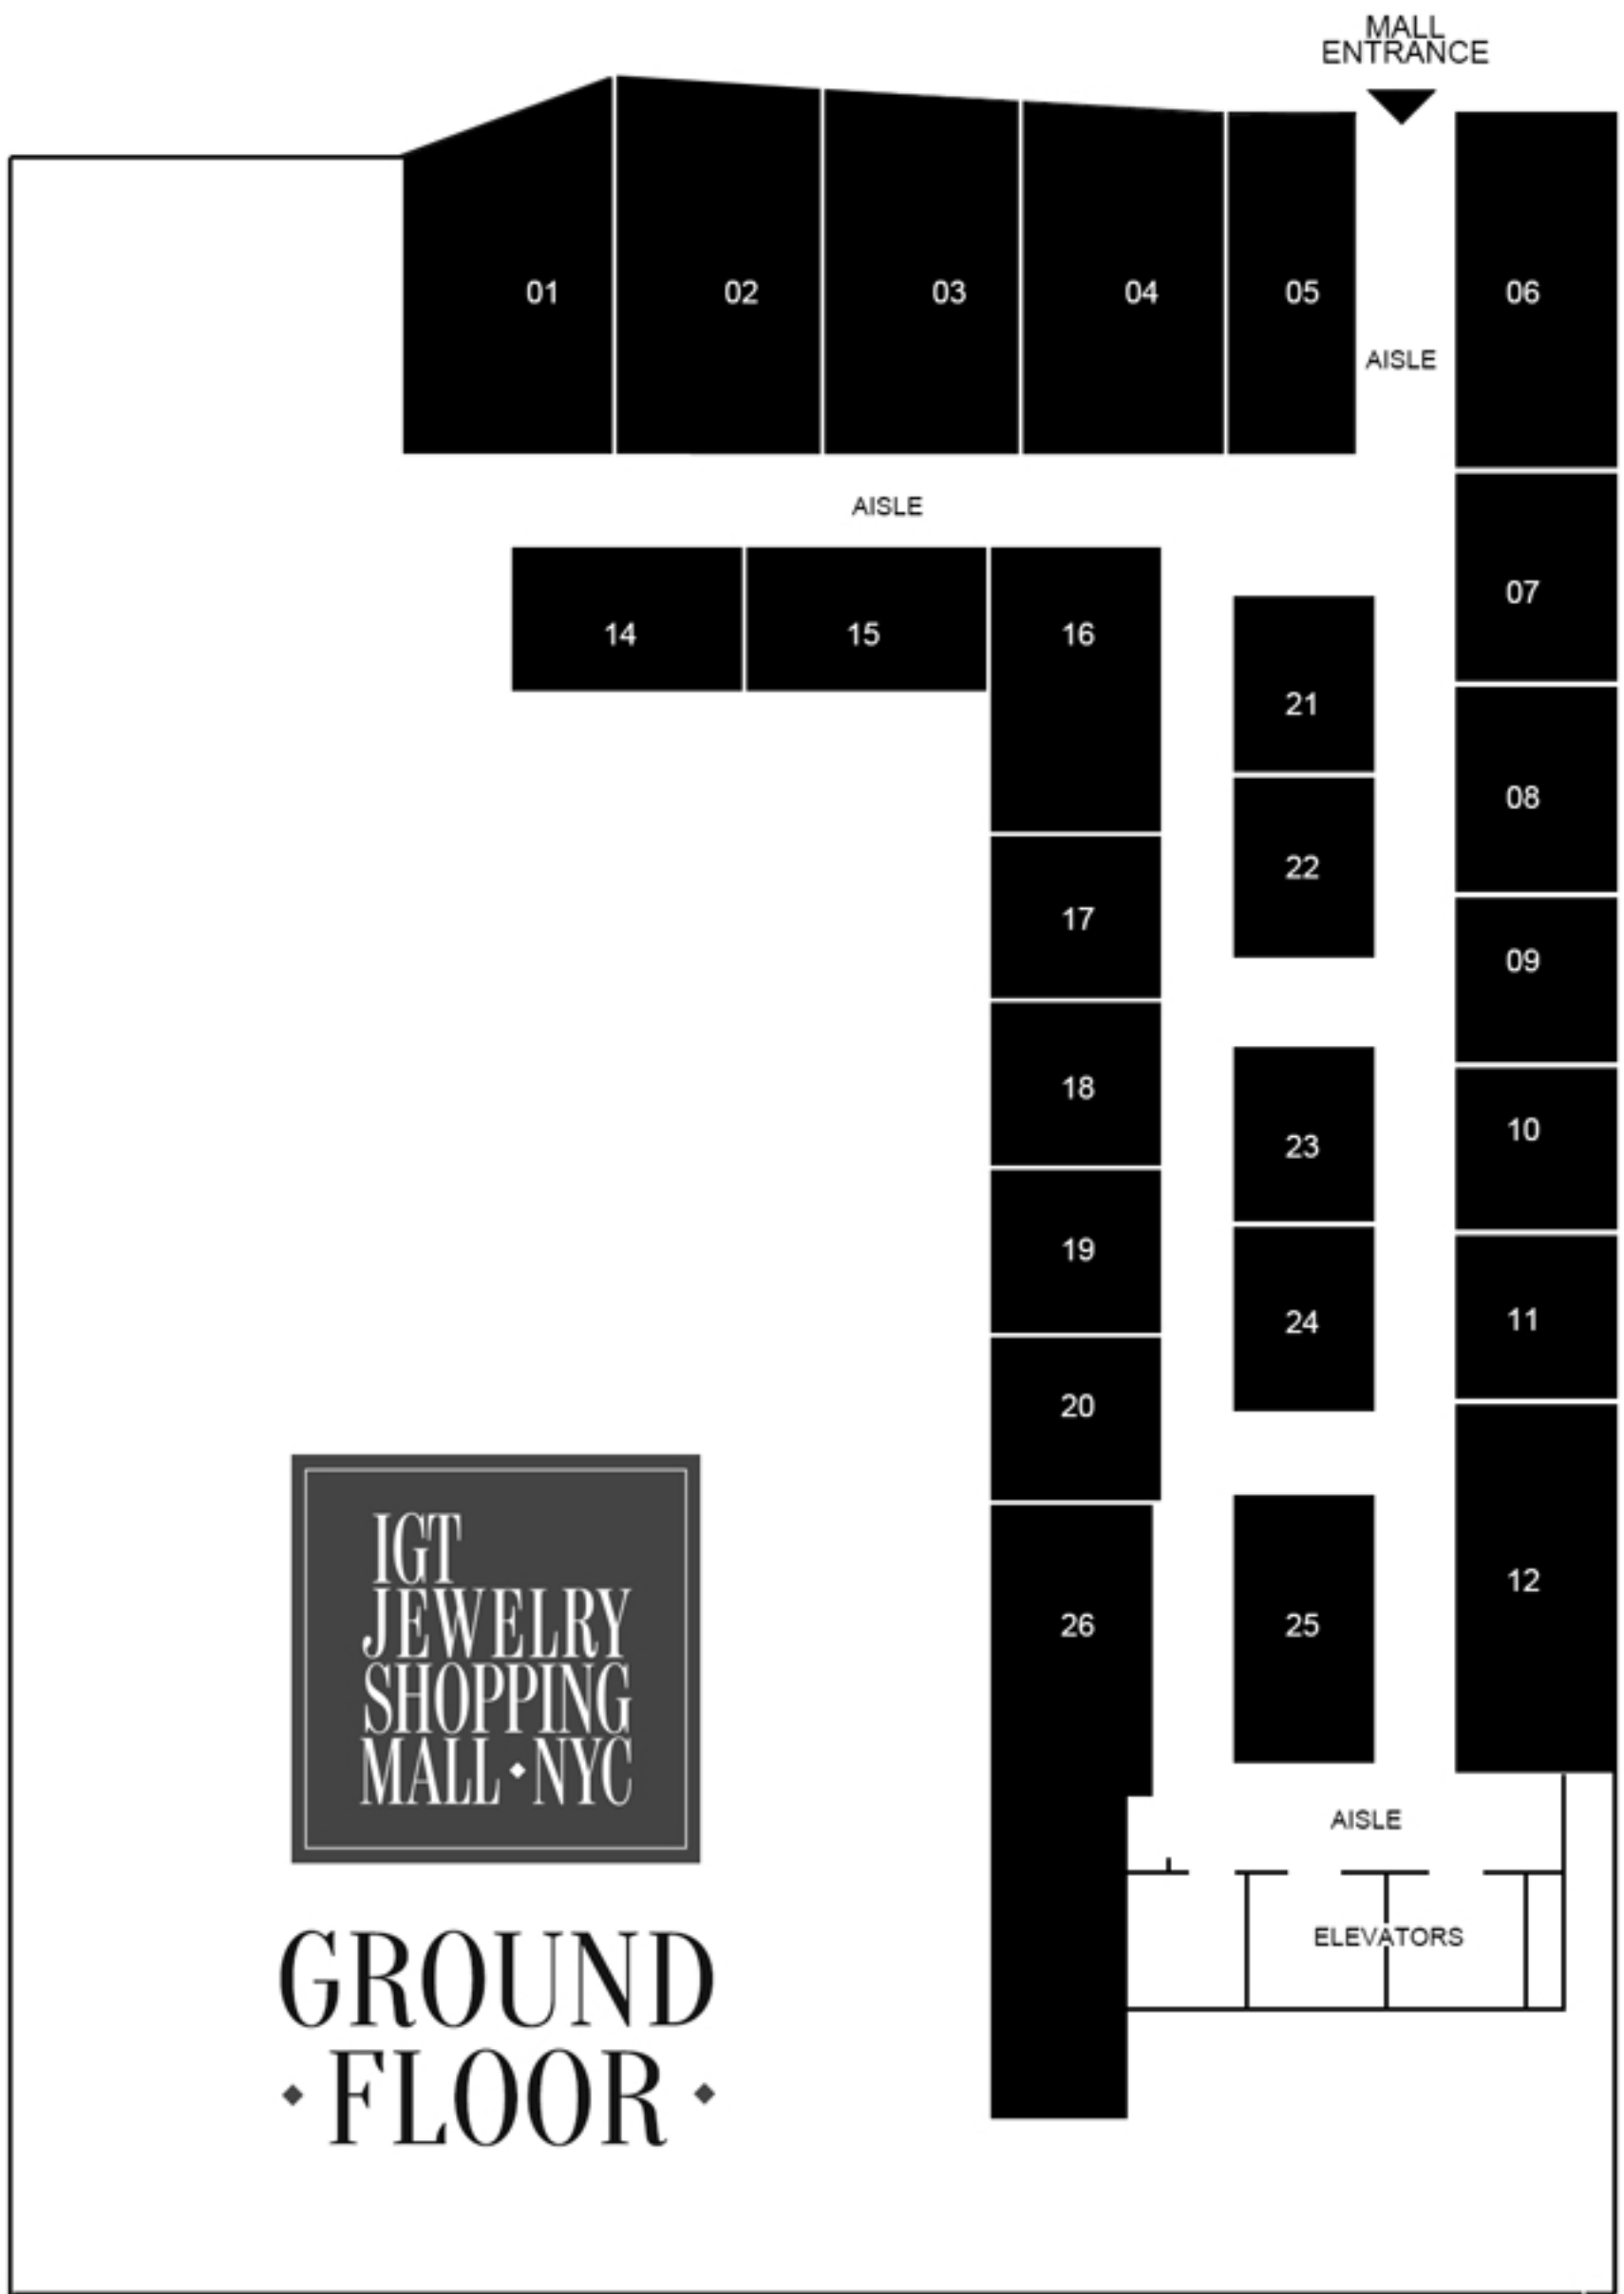 MALL
ENTRANCE
01 02 03 04 05 06
AISLE
AISLE
07
14 15 16
21
08
22
17
09
18
10
23
19
11
24
20
12
26 25
IGT
JEWELRY
SHOPPING
MALL◆NYC
AISLE
ELEVATORS
GROUND
◆FLOOR◆